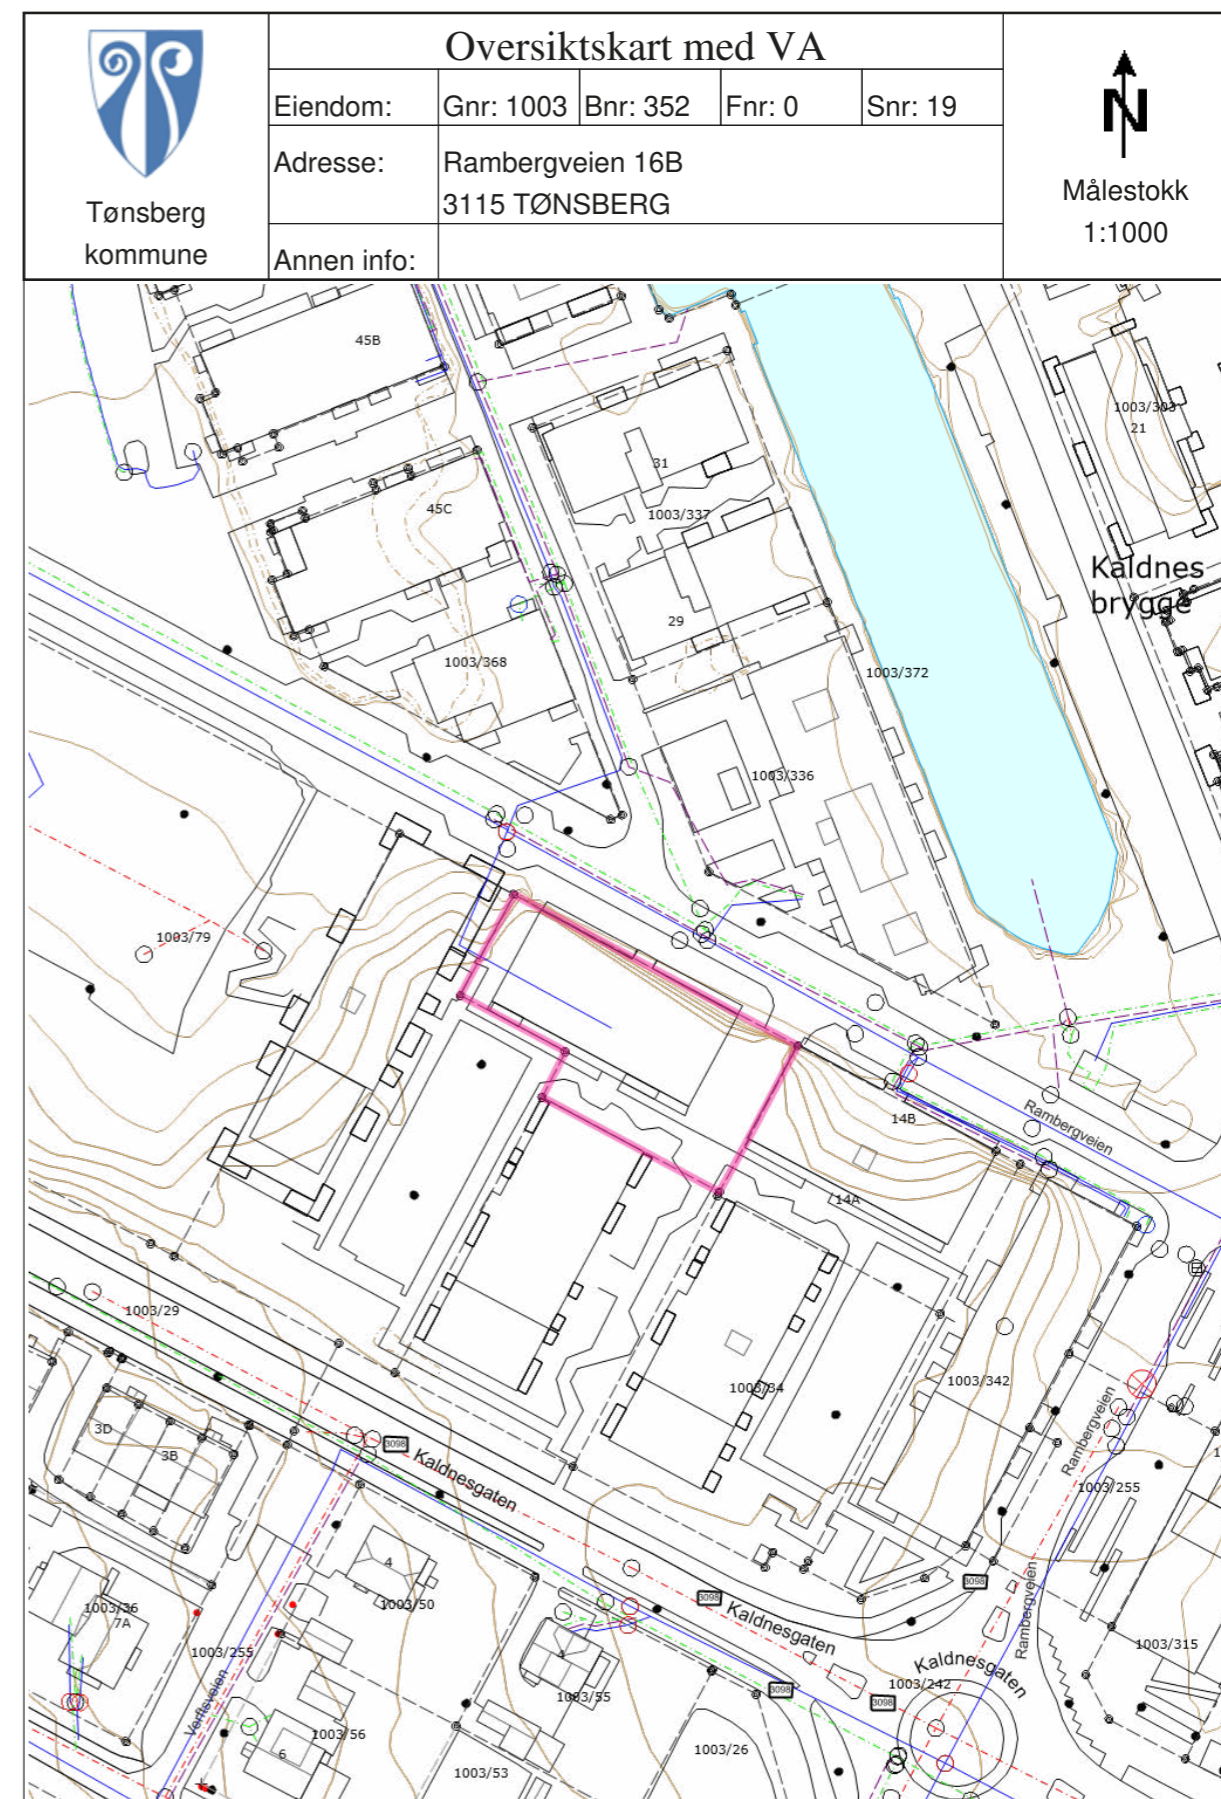 Oversiktskart med VA
Eiendom: Gnr: 1003 Bnr: 352 Fnr: 0 Snr: 19
Adresse: Rambergveien 16B
3115 TØNSBERG
Annen info:
Tønsberg
kommune
N
Målestokk
1:1000
45B
1003/303
21
31
45C
1003/337
Kaldnes
brygge
29
1003/368
1003/372
1003/336
1003/79
Rambergveien
14B
14A
1003/29
1003/34
1003/342
Rambergveien
3D
3B
3098
Kaldnesgaten
1003/255
1
4
1003/36
7A
1003/50
3098
3098
Kaldnesgaten
Rambergveien
1003/315
1003/255
4
Kaldnesgaten
1003/242
Verftsveien
1003/55
3098
3098
1003/56
6
1003/26
1003/53